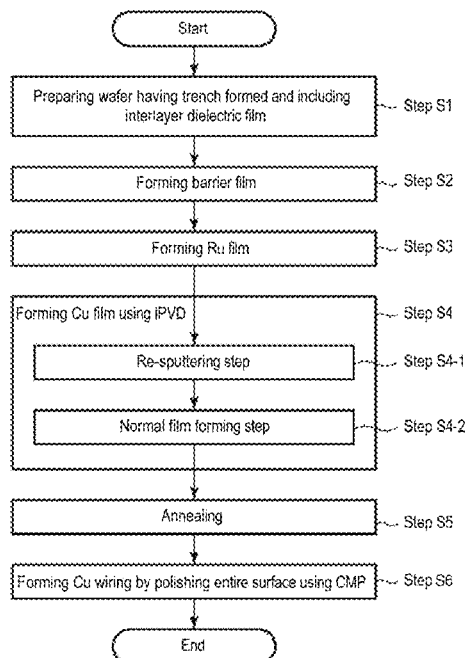 Start
Preparing wafer having trench formed and including
interlayer dielectric film
Step S1
Forming barrier film
Step S2
Forming Ru film
Step S3
Forming Cu film using iPVD
Step S4
Re-sputtering step
Step S4-1
Normal film forming step
Step S4-2
Annealing
Step S5
Forming Cu wiring by polishing entire surface using CMP
Step S6
End